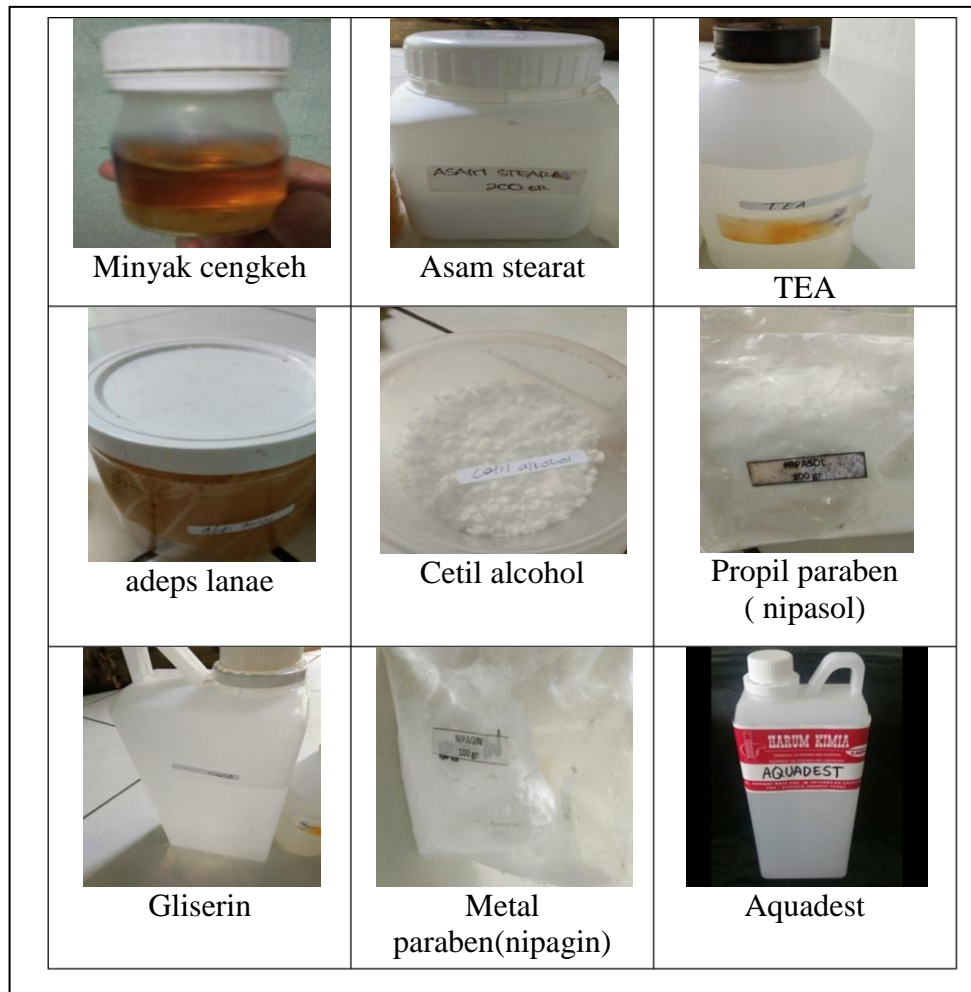 Minyak cengkeh
ASAM STEARAT
200 GR
Asam stearat
TEA
TEA
adeps lanae
Cetil alkohol
Cetil alcohol
NIPASOL
100 gr
Propil paraben
( nipasol)
Gliserin
NIPAGIN
100 gr
Metal
paraben(nipagin)
HARUM KIMIA
AQUADEST
Aquadest